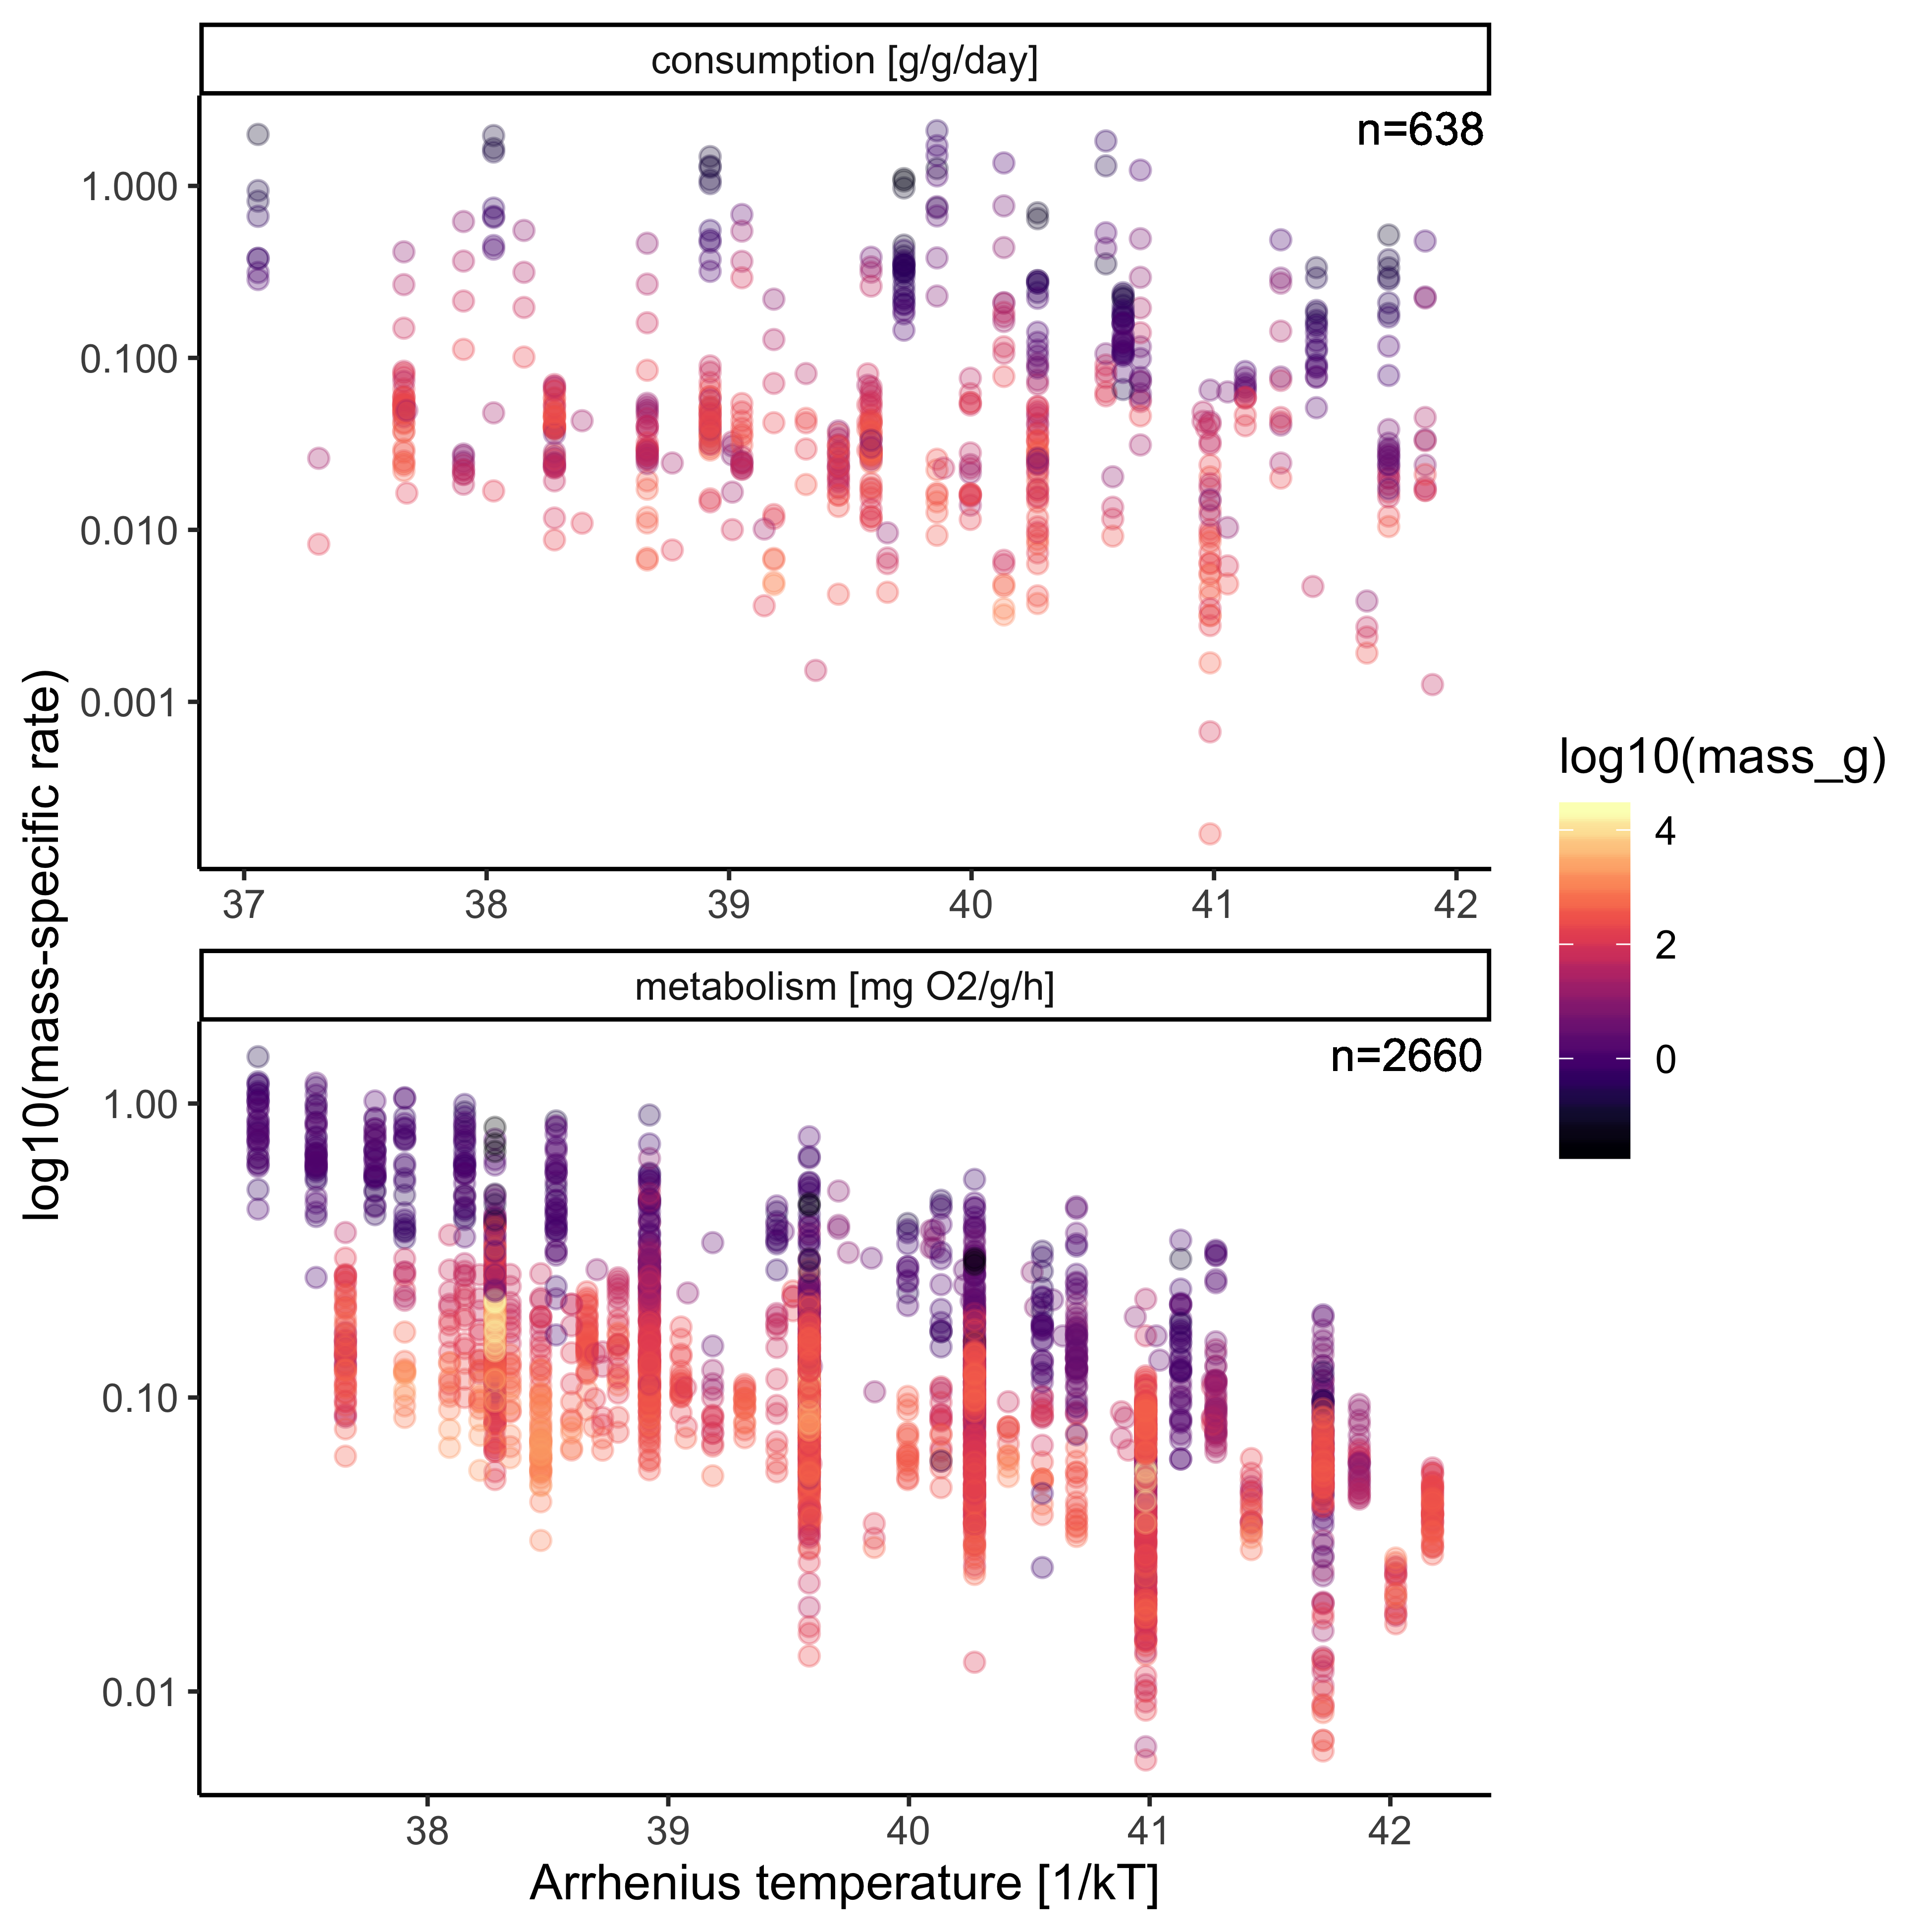 consumption [g/g/day]
n=638
1.000
0.100
0.010
0.001
37 38 39 40 41 42
log10(mass-specific rate)
metabolism [mg O2/g/h]
n=2660
1.00
0.10
0.01
38 39 40 41 42
Arrhenius temperature [1/kT]
log10(mass_g)
4
2
0